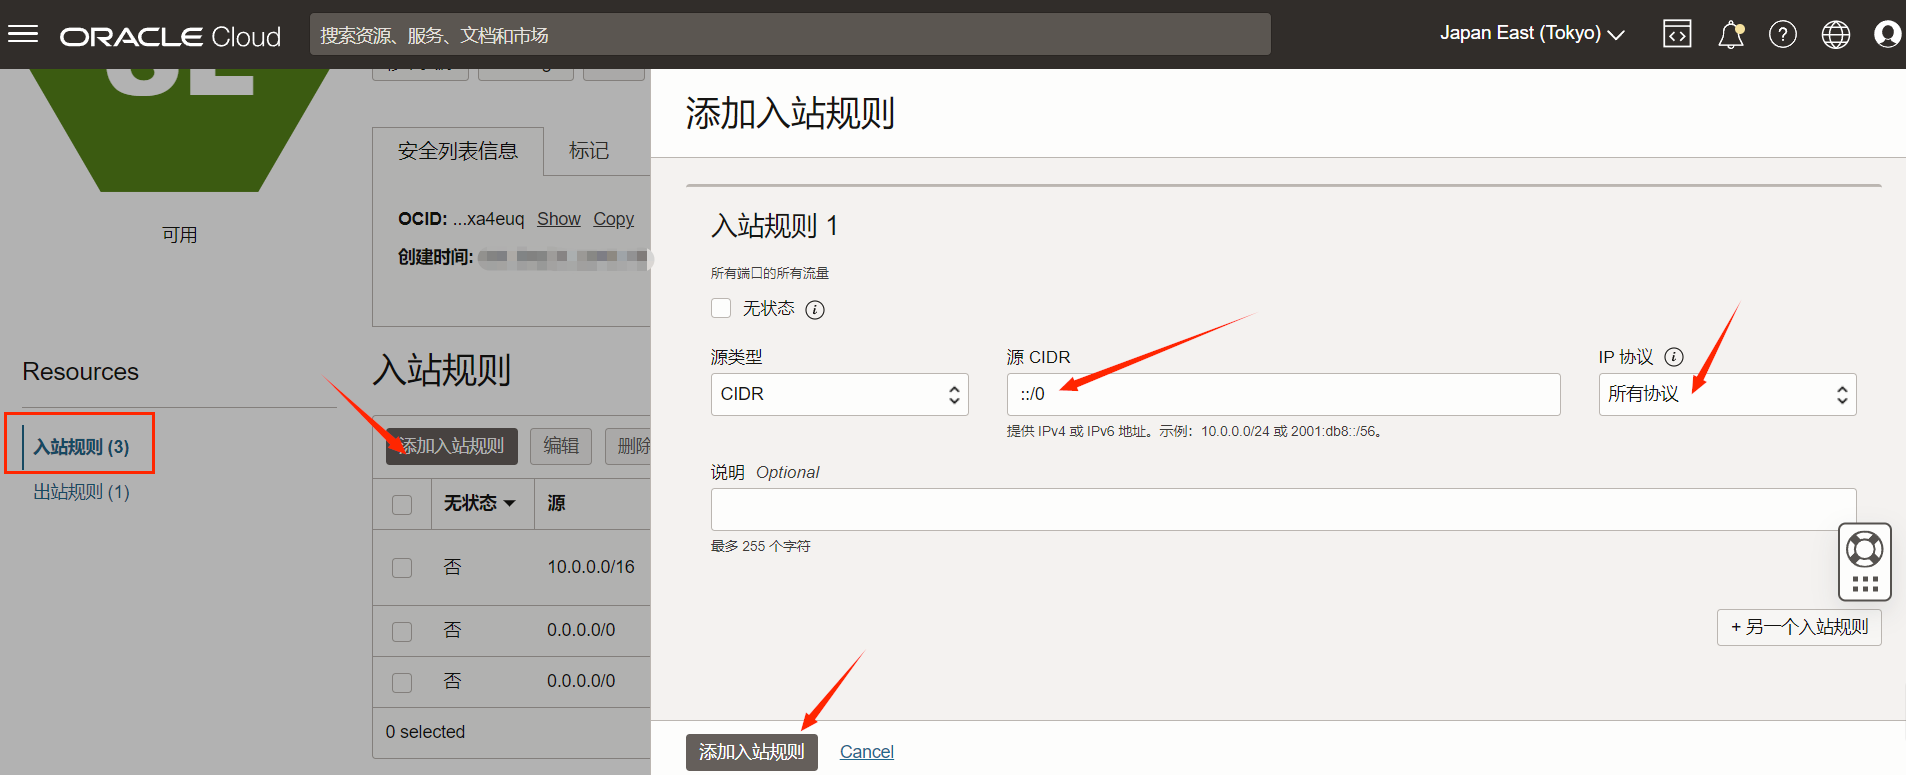 ORACLE Cloud
搜索资源、服务、文档和市场
Japan East (Tokyo)
可用
安全列表信息
标记
OCID: ...xa4euq Show Copy
创建时间:
Resources
入站规则 (3)
出站规则 (1)
入站规则
添加入站规则
编辑
删除
无状态
源
否
10.0.0.0/16
否
0.0.0.0/0
否
0.0.0.0/0
0 selected
添加入站规则
入站规则 1
所有端口的所有流量
无状态
源类型
源 CIDR
IP 协议
CIDR
::/0
所有协议
提供 IPv4 或 IPv6 地址。示例：10.0.0.0/24 或 2001:db8::/56。
说明 Optional
最多 255 个字符
+ 另一个入站规则
添加入站规则
Cancel